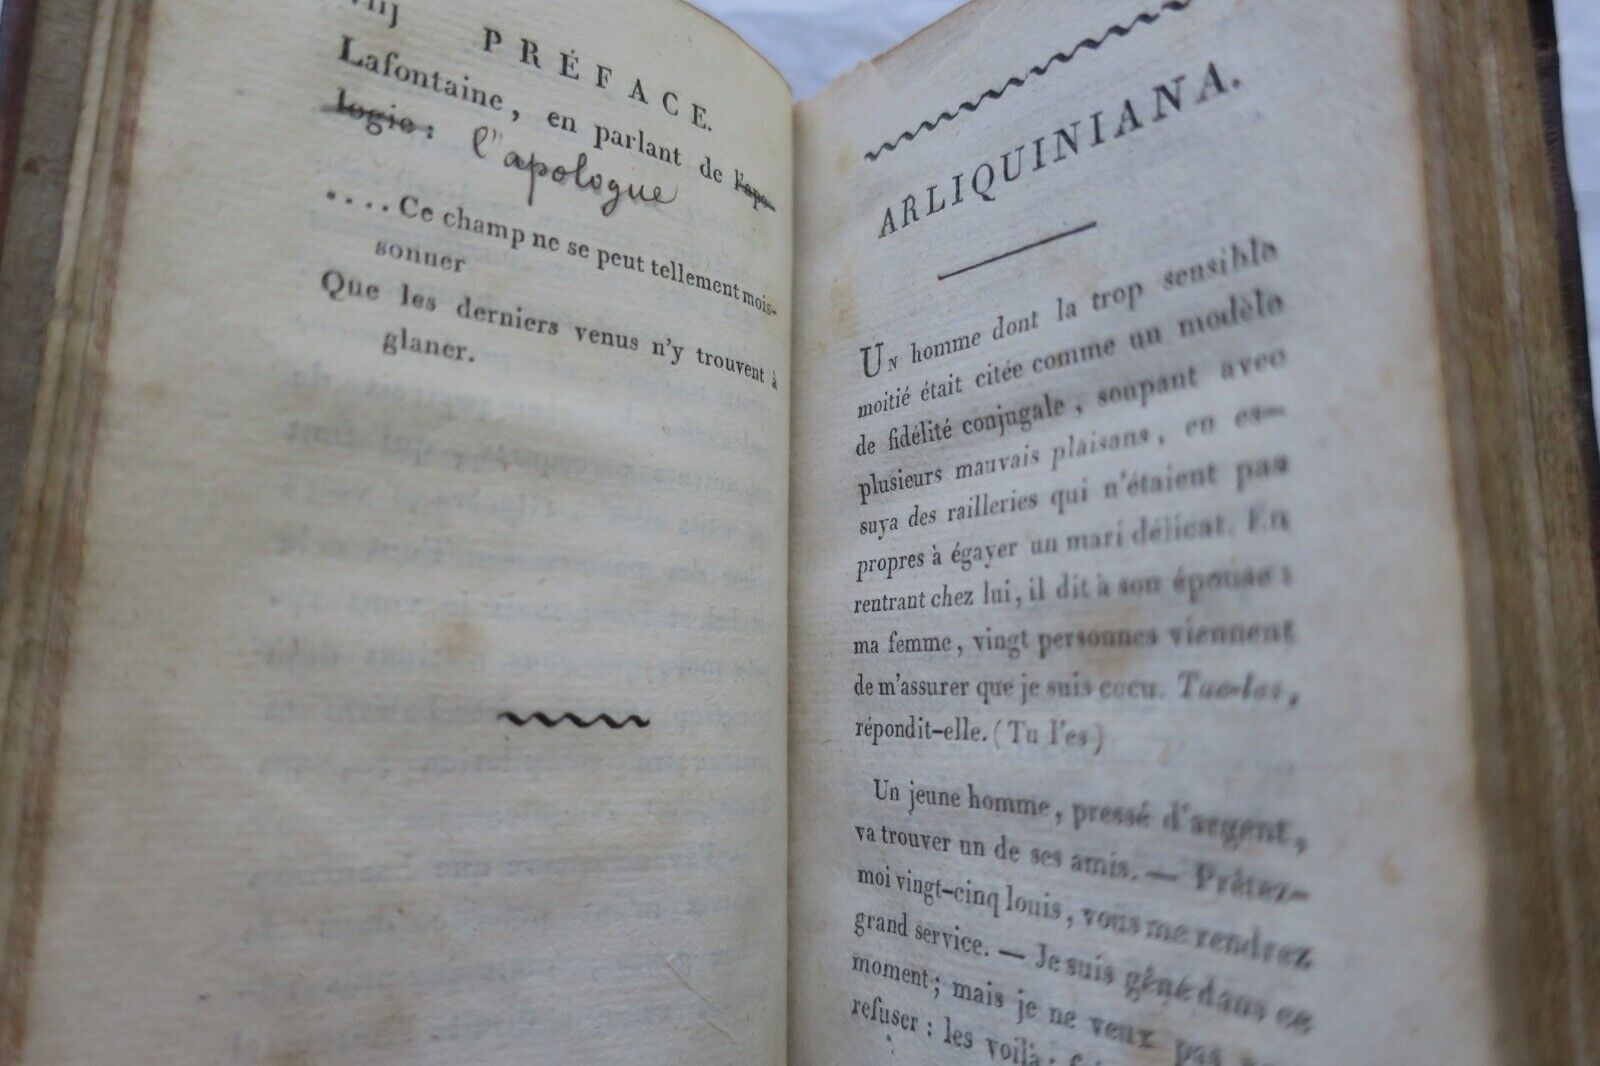 viij PRÉFACE.
Lafontaine, en parlant de l'apo-
logie :
l'apologue
....Ce champ ne se peut tellement mois-
sonner
Que les derniers venus n'y trouvent à
glaner.
ARLIQUINIANA.
UN homme dont la trop sensible
moitié était citée comme un modèle
de fidélité conjugale, soupant avec
plusieurs mauvais plaisans, en es-
suya des railleries qui n'étaient pas
propres à égayer un mari délicat. En
rentrant chez lui, il dit à son épouse :
ma femme, vingt personnes viennent
de m'assurer que je suis cocu. Tue-les,
répondit-elle. (Tu l'es)
Un jeune homme, pressé d'argent,
va trouver un de ses amis. — Prêtez-
moi vingt-cinq louis, vous me rendrez
grand service. — Je suis gêné dans ce
moment; mais je ne veux pas
refuser : les voilà;